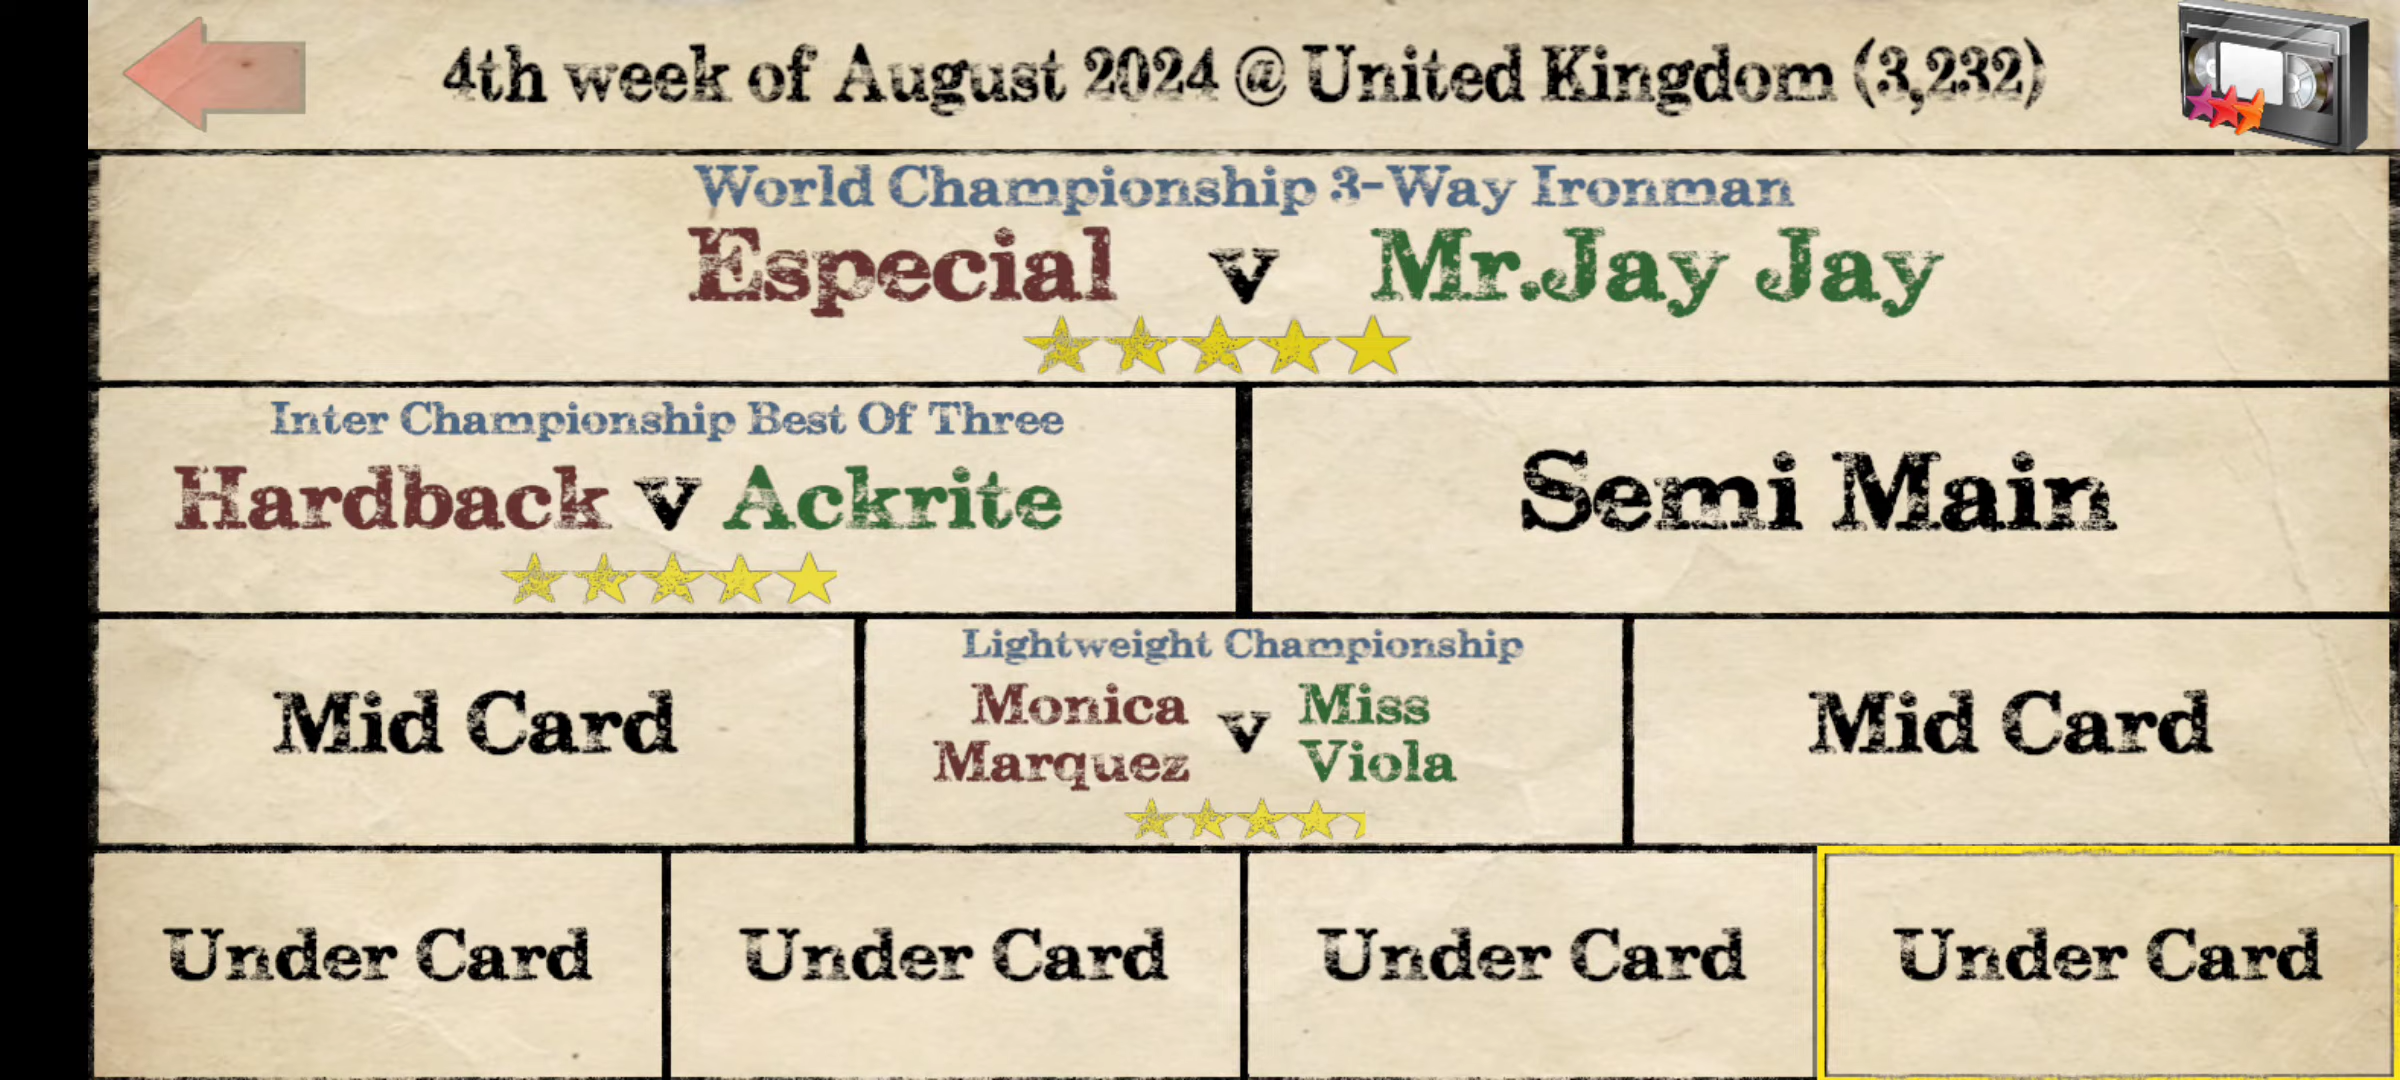 4th week of August 2024 @ United Kingdom (3,232)
World Championship 3-Way Ironman
Especial v Mr.Jay Jay
Inter Championship Best Of Three
Hardback v Ackrite
Semi Main
Mid Card
Lightweight Championship
Monica Marquez v Miss Viola
Mid Card
Under Card
Under Card
Under Card
Under Card